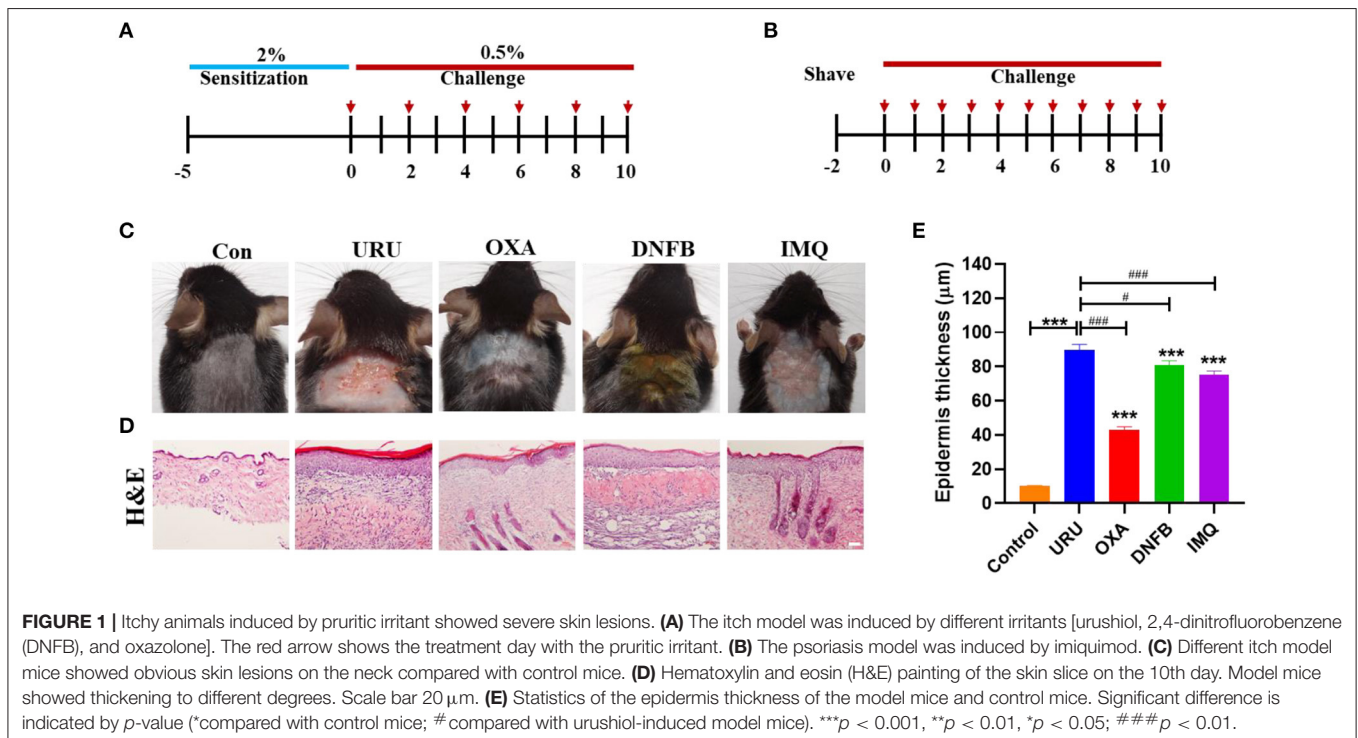 A
2%
0.5%
Sensitization
Challenge
-5
0
2
4
6
8
10
B
Shave
Challenge
-2
0
2
4
6
8
10
C
Con
URU
OXA
DNFB
IMQ
D
H&E
E
Epidermis thickness (μm)
140
120
100
80
60
40
20
0
###
#
***
###
***
***
***
Control
URU
OXA
DNFB
IMQ
FIGURE 1 | Itchy animals induced by pruritic irritant showed severe skin lesions. (A) The itch model was induced by different irritants [urushiol, 2,4-dinitrofluorobenzene
(DNFB), and oxazolone]. The red arrow shows the treatment day with the pruritic irritant. (B) The psoriasis model was induced by imiquimod. (C) Different itch model
mice showed obvious skin lesions on the neck compared with control mice. (D) Hematoxylin and eosin (H&E) painting of the skin slice on the 10th day. Model mice
showed thickening to different degrees. Scale bar 20 μm. (E) Statistics of the epidermis thickness of the model mice and control mice. Significant difference is
indicated by p-value (*compared with control mice; #compared with urushiol-induced model mice). ***p < 0.001, **p < 0.01, *p < 0.05; ###p < 0.01.